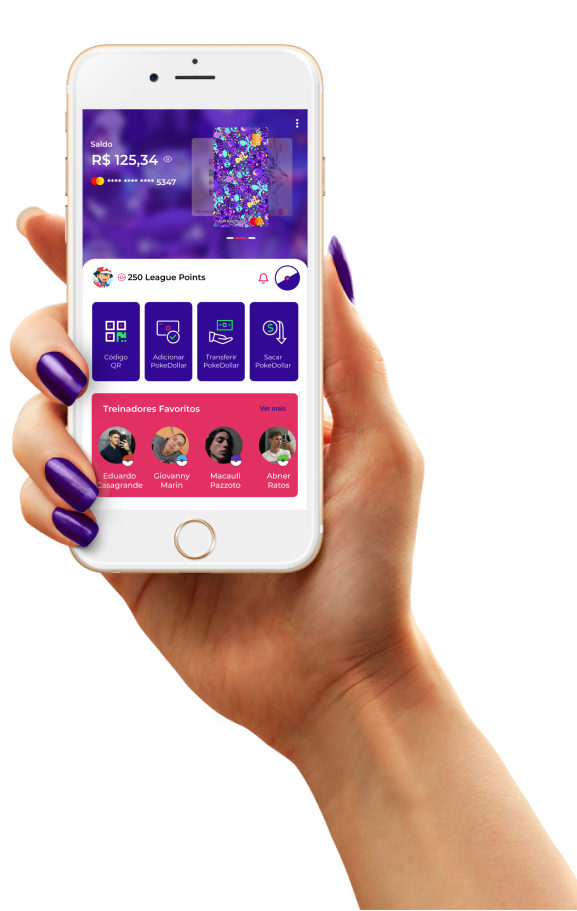 Saldo
R$ 125,34
**** **** **** 5347
250 League Points
Código
QR
Adicionar
PokeDollar
Transferir
PokeDollar
Sacar
PokeDollar
Treinadores Favoritos
Ver mais
Eduardo
Casagrande
Giovanny
Marin
Macauli
Pazzoto
Abner
Ratos